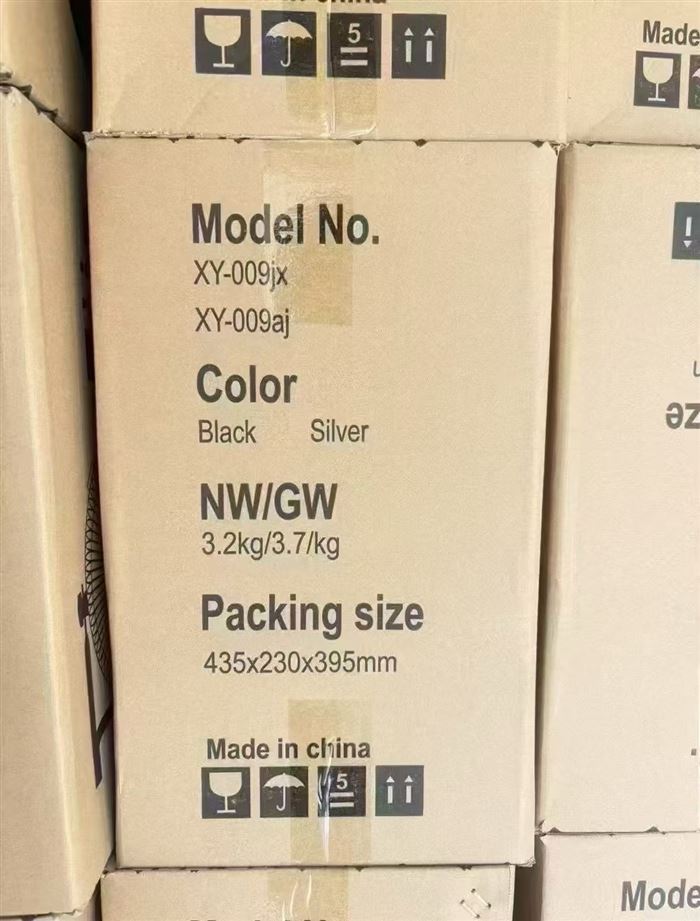 5
Made
Model No.
XY-009jx
XY-009aj
Color
Black Silver
NW/GW
3.2kg/3.7/kg
Packing size
435x230x395mm
Made in china
5